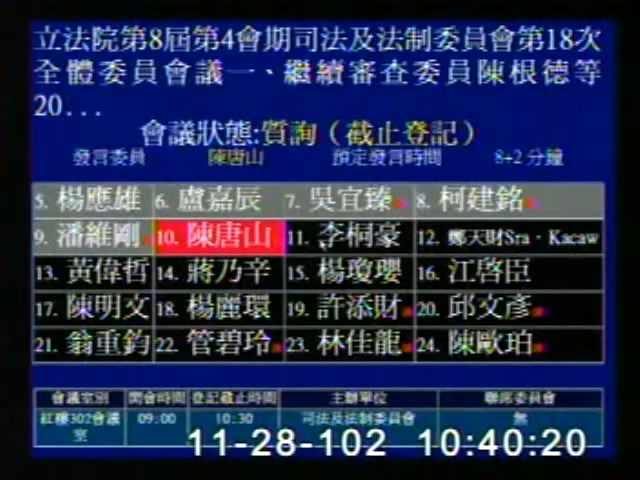 立法院第8屆第4會期司法及法制委員會第18次
全體委員會議一、繼續審查委員陳根德等
20...
會議狀態:質詢(截止登記)
發言委員 陳唐山 預定發言時間 8+2 分鐘
5. 楊應雄 6. 盧嘉辰 7. 吳宜臻 8. 柯建銘
9. 潘維剛 10. 陳唐山 11. 李桐豪 12. 鄭天財Sra·Kacaw
13. 黃偉哲 14. 蔣乃辛 15. 楊瓊瓔 16. 江啓臣
17. 陳明文 18. 楊麗環 19. 許添財 20. 邱文彥
21. 翁重鈞 22. 管碧玲 23. 林佳龍 24. 陳歐珀
會議室別 開會時間 登記截止時間 主辦單位 聯席委員會
紅樓302會議室 09:00 10:30 司法及法制委員會 無
11-28-102 10:40:20